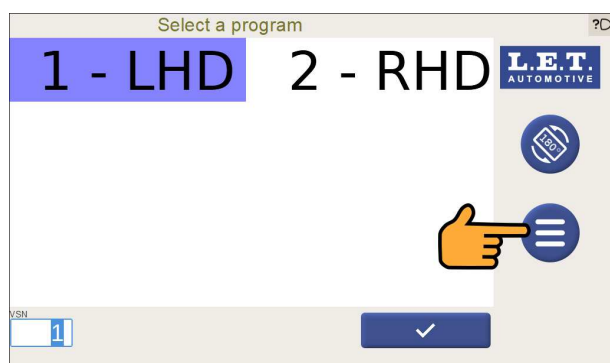 Select a program
?
1 - LHD 2 - RHD
L.E.T.
AUTOMOTIVE
180°
VSN
1